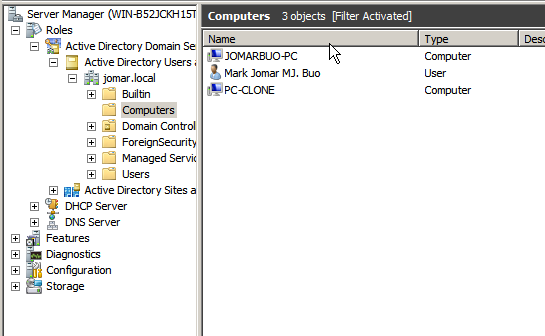 Server Manager (WIN-B52JCKH15T
Roles
Active Directory Domain Se
Active Directory Users a
jomar.local
Builtin
Computers
Domain Control
ForeignSecurity
Managed Servic
Users
Active Directory Sites a
DHCP Server
DNS Server
Features
Diagnostics
Configuration
Storage
Computers 3 objects [Filter Activated]
Name Type Desc
JOMARBUO-PC Computer
Mark Jomar MJ. Buo User
PC-CLONE Computer